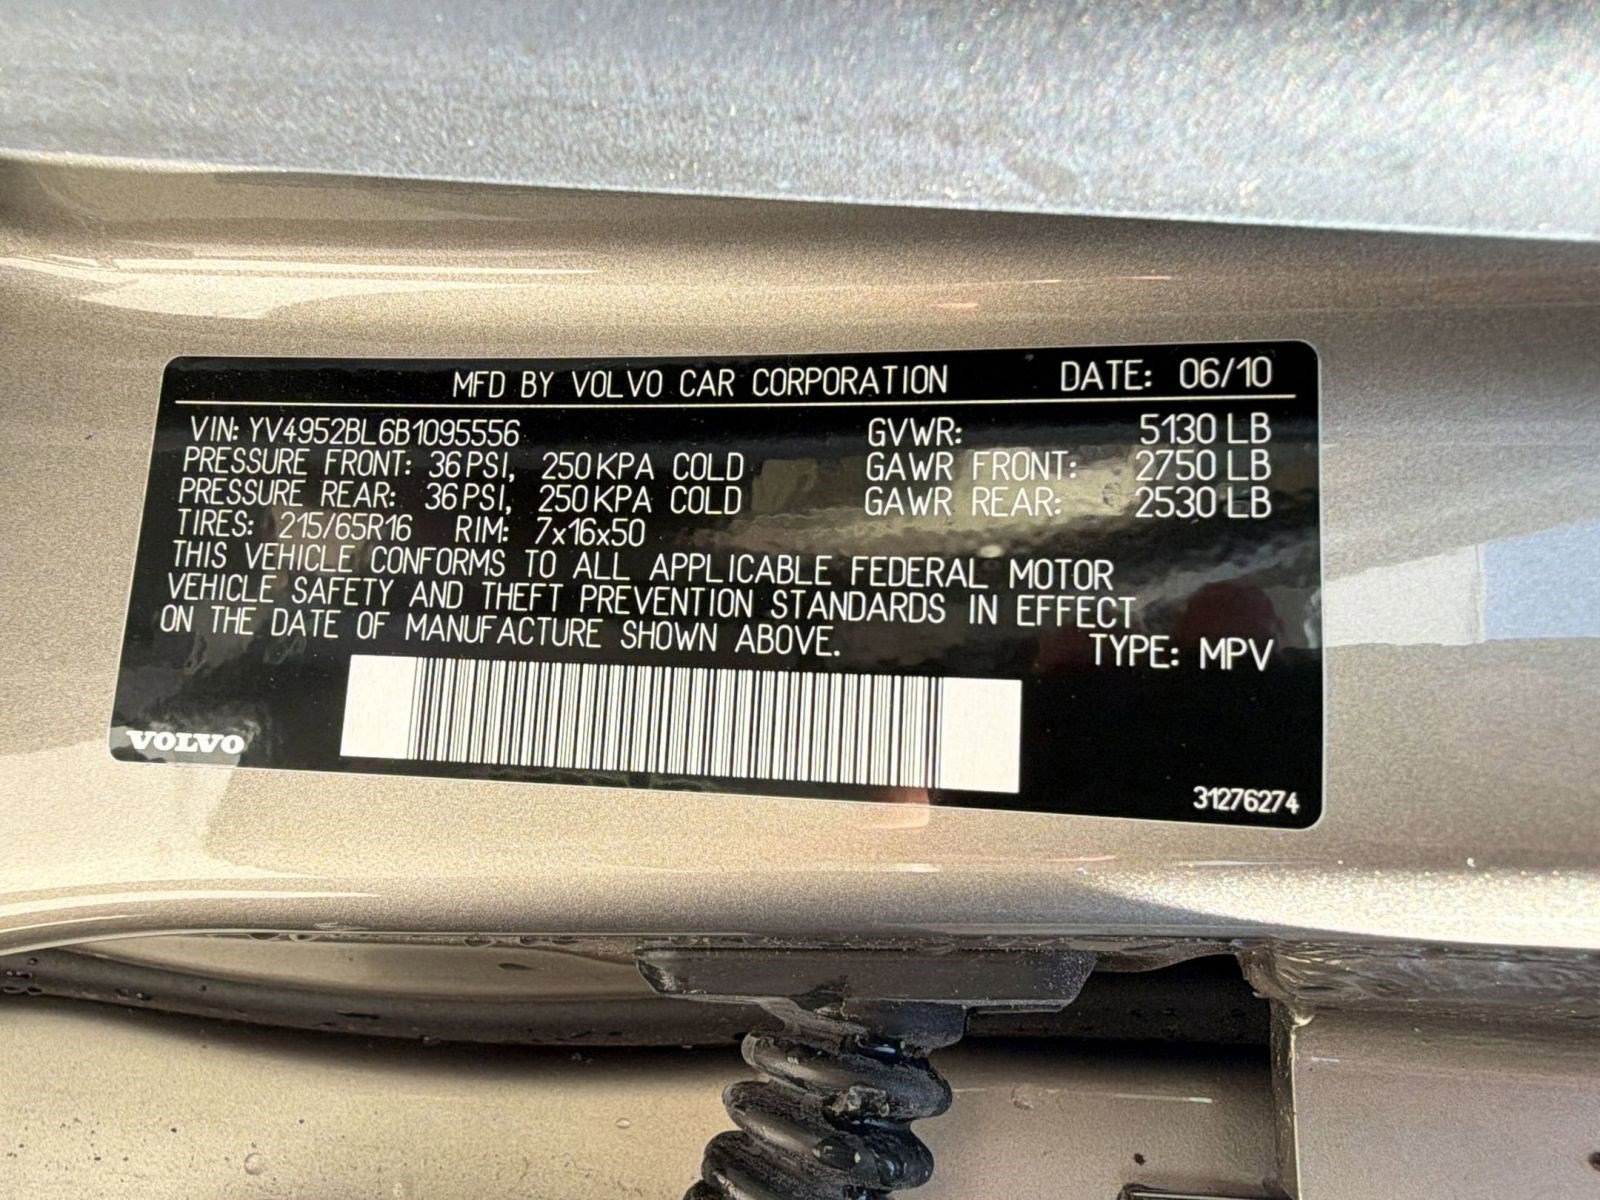 MFD BY VOLVO CAR CORPORATION DATE: 06/10
VIN: YV4952BL6B1095556 GVWR: 5130 LB
PRESSURE FRONT: 36 PSI, 250 KPA COLD GAWR FRONT: 2750 LB
PRESSURE REAR: 36 PSI, 250 KPA COLD GAWR REAR: 2530 LB
TIRES: 215/65R16 RIM: 7x16x50
THIS VEHICLE CONFORMS TO ALL APPLICABLE FEDERAL MOTOR
VEHICLE SAFETY AND THEFT PREVENTION STANDARDS IN EFFECT
ON THE DATE OF MANUFACTURE SHOWN ABOVE. TYPE: MPV
VOLVO
31276274